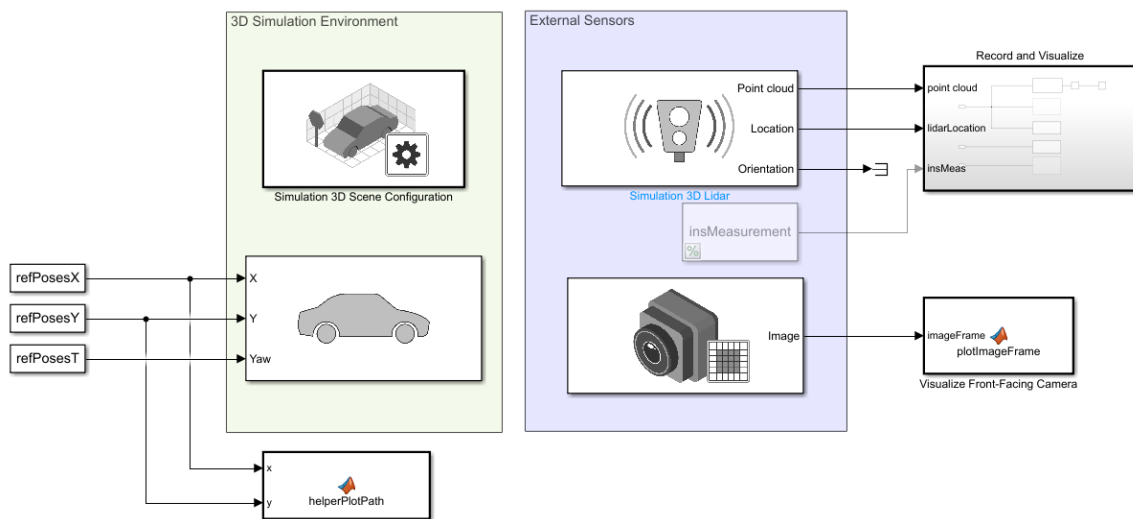 3D Simulation Environment
External Sensors
Simulation 3D Scene Configuration
Point cloud
Location
Orientation
Simulation 3D Lidar
insMeasurement
%
Record and Visualize
point cloud
lidarLocation
insMeas
refPosesX
refPosesY
refPosesT
X
Y
Yaw
Image
imageFrame
plotImageFrame
Visualize Front-Facing Camera
x
y
helperPlotPath